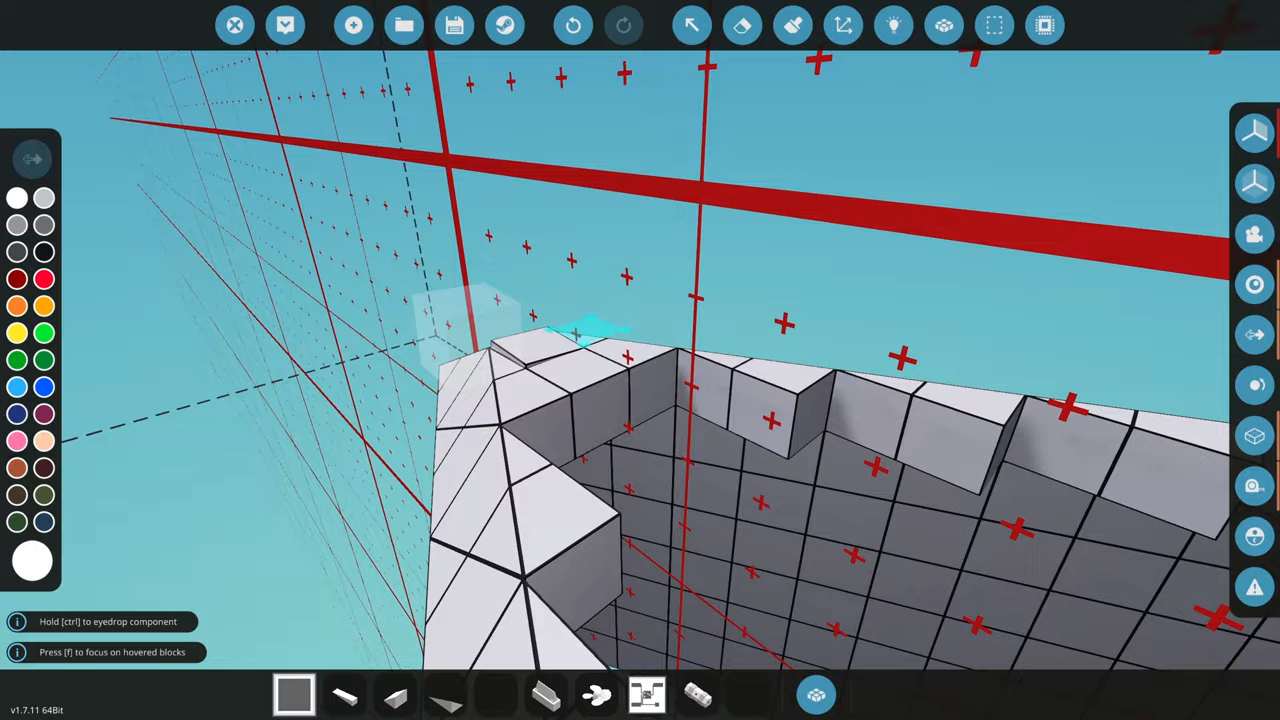 Hold [ctrl] to eyedrop component
Press [f] to focus on hovered blocks
v1.7.11 64Bit